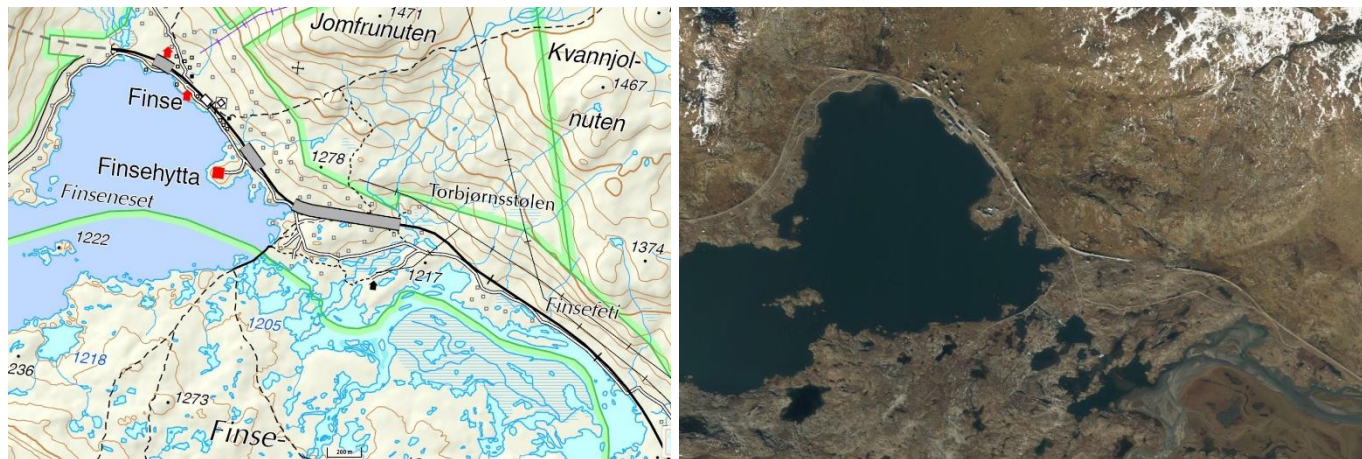 1471
Jomfrunuten
Kvannjol-
1467
nuten
Finse
Finsehytta
1278
Finseneset
Torbjørnsstølen
1222
1374
1217
Finsefeti
1205
1218
236
1273
Finse-
200 m